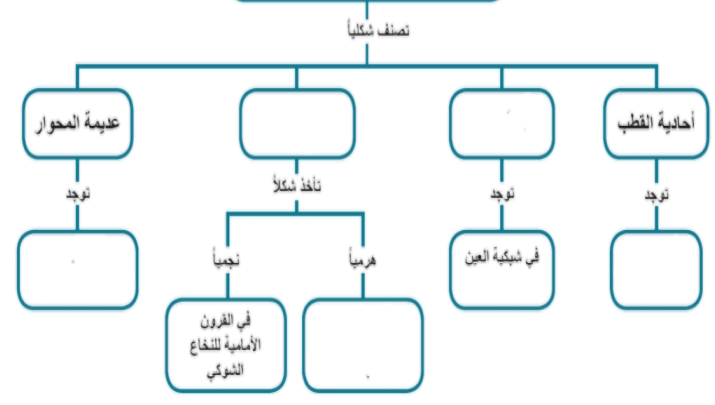 تصنف شكلياً
أحادية القطب
عديمة المحوار
توجد
توجد
تأخذ شكلاً
توجد
في شبكية العين
هرمياً
نجمياً
في القرون
الأمامية للنخاع
الشوكي